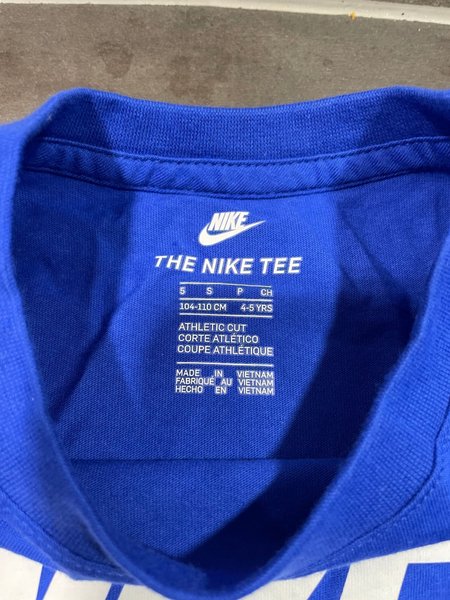 NIKE
THE NIKE TEE
5 S P CH
104-110 CM 4-5 YRS
ATHLETIC CUT
CORTE ATLÉTICO
COUPE ATHLÉTIQUE
MADE IN VIETNAM
FABRIQUÉ AU VIETNAM
HECHO EN VIETNAM